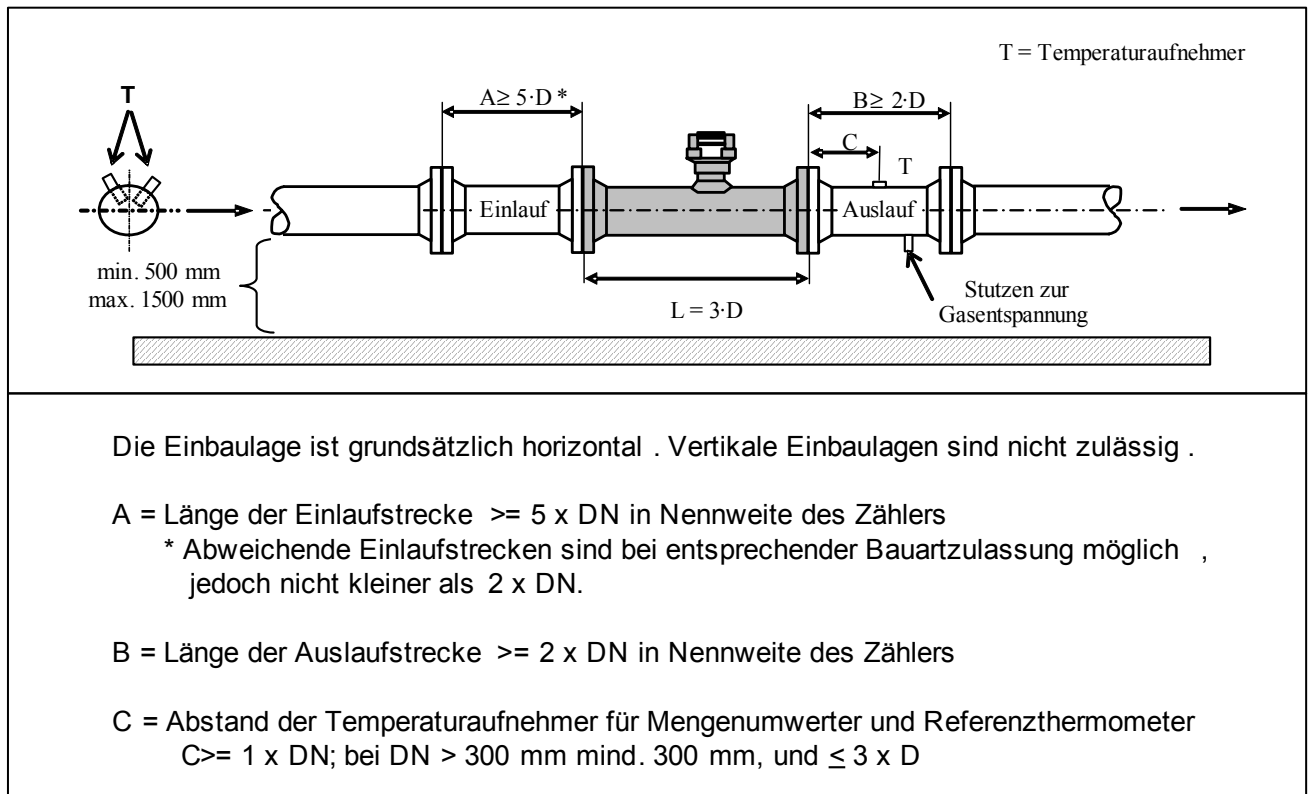 T = Temperaturaufnehmer
T
A≥ 5·D *
B≥ 2·D
C
T
Einlauf
Auslauf
min. 500 mm
max. 1500 mm
L = 3·D
Stutzen zur
Gasentspannung
Die Einbaulage ist grundsätzlich horizontal . Vertikale Einbaulagen sind nicht zulässig .
A = Länge der Einlaufstrecke >= 5 x DN in Nennweite des Zählers
* Abweichende Einlaufstrecken sind bei entsprechender Bauartzulassung möglich ,
jedoch nicht kleiner als 2 x DN.
B = Länge der Auslaufstrecke >= 2 x DN in Nennweite des Zählers
C = Abstand der Temperaturaufnehmer für Mengenumwerter und Referenzthermometer
C>= 1 x DN; bei DN > 300 mm mind. 300 mm, und ≤ 3 x D